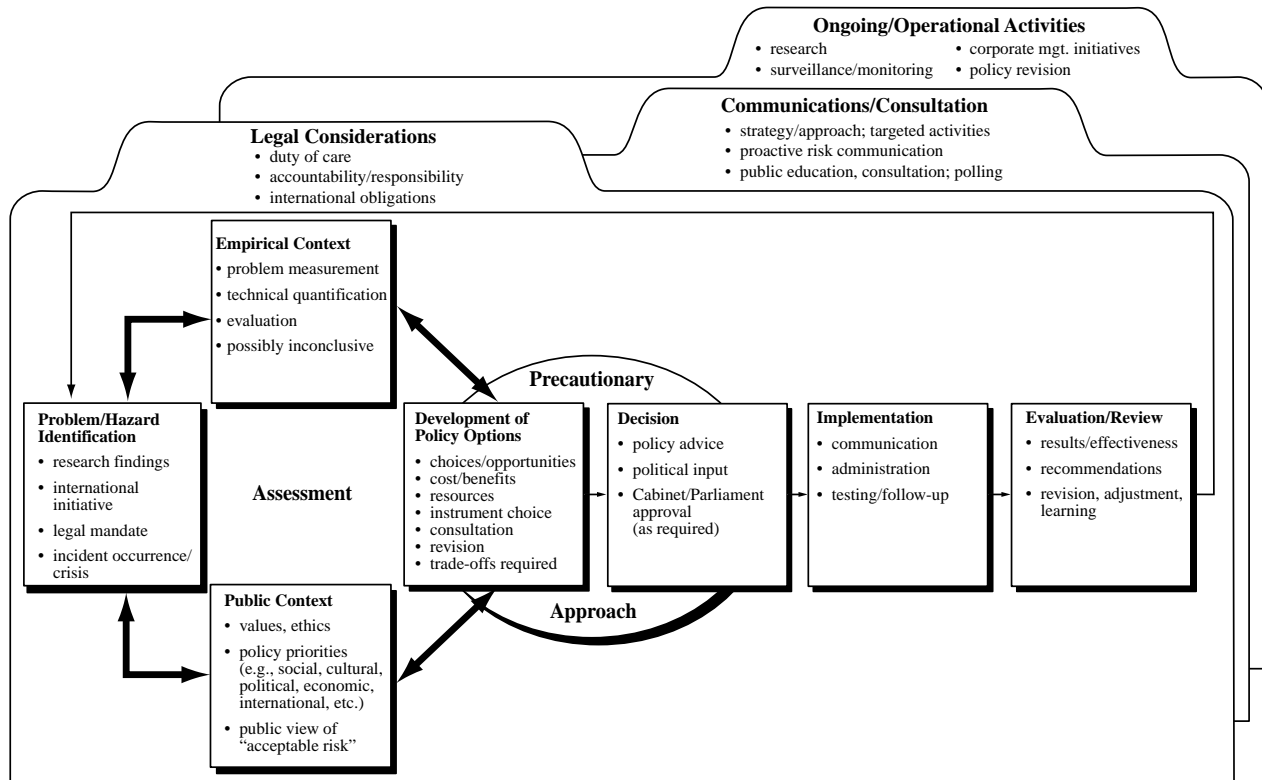 Ongoing/Operational Activities
• research
• surveillance/monitoring
• corporate mgt. initiatives
• policy revision
Communications/Consultation
• strategy/approach; targeted activities
• proactive risk communication
• public education, consultation; polling
Legal Considerations
• duty of care
• accountability/responsibility
• international obligations
Empirical Context
• problem measurement
• technical quantification
• evaluation
• possibly inconclusive
Problem/Hazard
Identification
• research findings
• international
initiative
• legal mandate
• incident occurrence/
crisis
Assessment
Public Context
• values, ethics
• policy priorities
(e.g., social, cultural,
political, economic,
international, etc.)
• public view of
“acceptable risk”
Precautionary
Approach
Development of
Policy Options
• choices/opportunities
• cost/benefits
• resources
• instrument choice
• consultation
• revision
• trade-offs required
Decision
• policy advice
• political input
• Cabinet/Parliament
approval
(as required)
Implementation
• communication
• administration
• testing/follow-up
Evaluation/Review
• results/effectiveness
• recommendations
• revision, adjustment,
learning